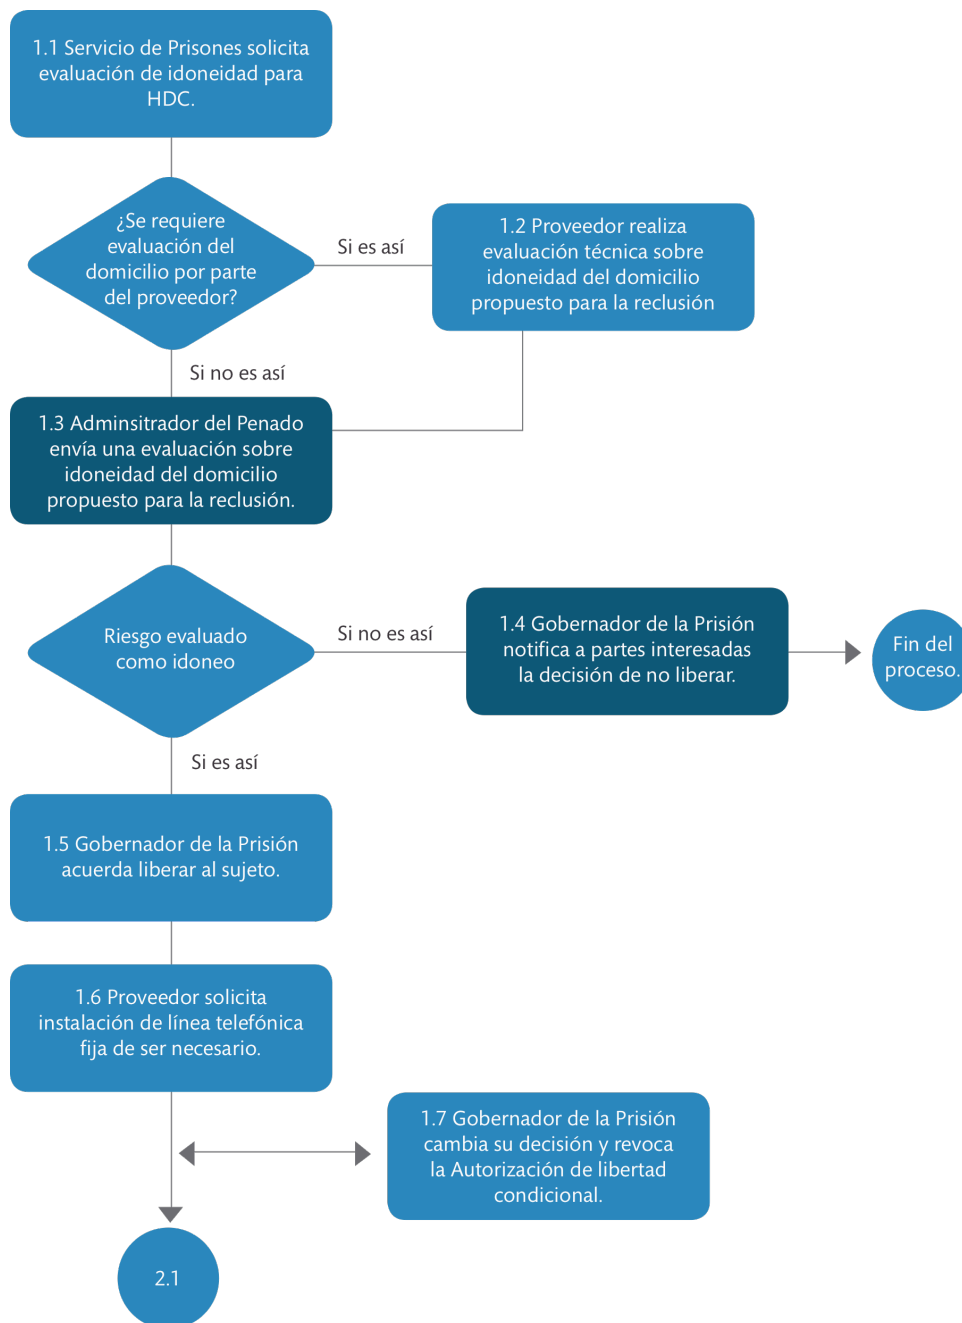 1.1 Servicio de Prisones solicita
evaluación de idoneidad para
HDC.
¿Se requiere
evaluación del
domicilio por parte
del proveedor?
Si es así
1.2 Proveedor realiza
evaluación técnica sobre
idoneidad del domicilio
propuesto para la reclusión
Si no es así
1.3 Adminsitrador del Penado
envía una evaluación sobre
idoneidad del domicilio
propuesto para la reclusión.
Riesgo evaluado
como idoneo
Si no es así
1.4 Gobernador de la Prisión
notifica a partes interesadas
la decisión de no liberar.
Fin del
proceso.
Si es así
1.5 Gobernador de la Prisión
acuerda liberar al sujeto.
1.6 Proveedor solicita
instalación de línea telefónica
fija de ser necesario.
1.7 Gobernador de la Prisión
cambia su decisión y revoca
la Autorización de libertad
condicional.
2.1